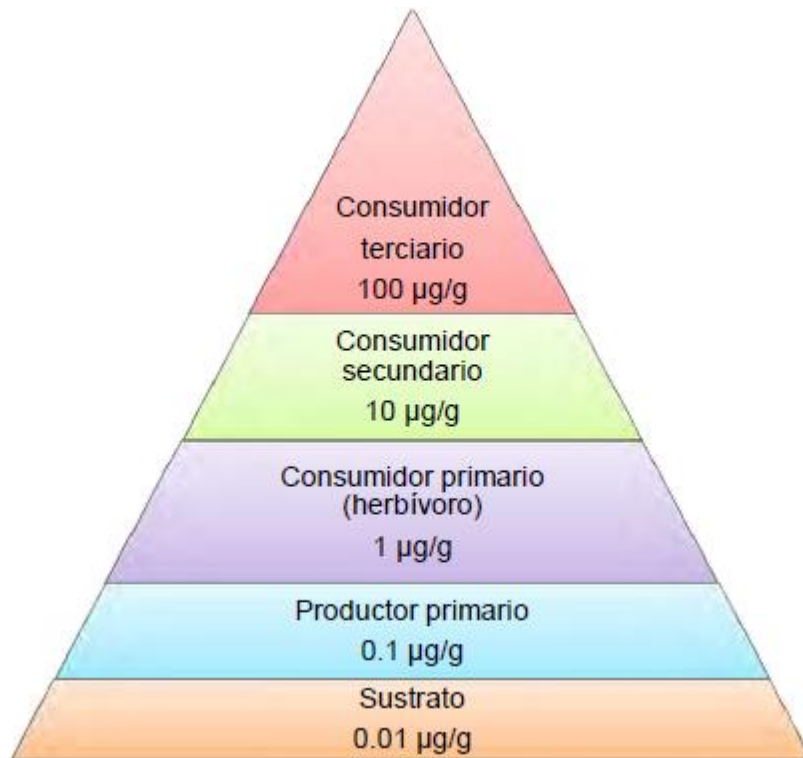 Consumidor
terciario
100 µg/g
Consumidor
secundario
10 µg/g
Consumidor primario
(herbívoro)
1 µg/g
Productor primario
0.1 µg/g
Sustrato
0.01 µg/g